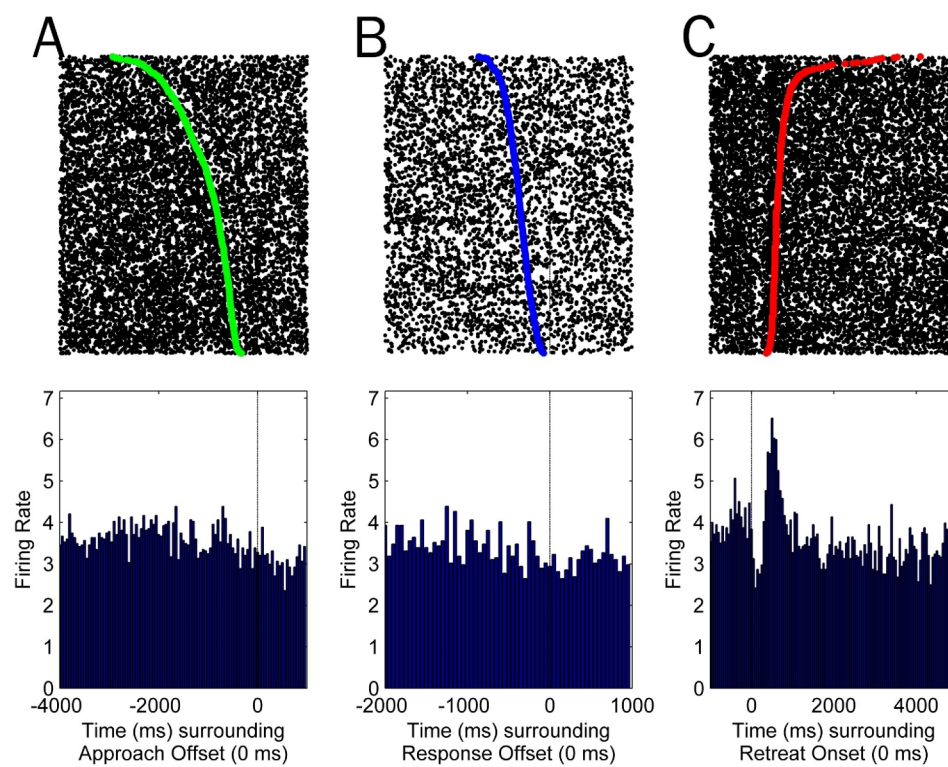 A
B
C
7
6
5
4
3
2
1
0
Firing Rate
-4000
-2000
0
Time (ms) surrounding
Approach Offset (0 ms)
7
6
5
4
3
2
1
0
Firing Rate
-2000
-1000
0
1000
Time (ms) surrounding
Response Offset (0 ms)
7
6
5
4
3
2
1
0
Firing Rate
0
2000
4000
Time (ms) surrounding
Retreat Onset (0 ms)